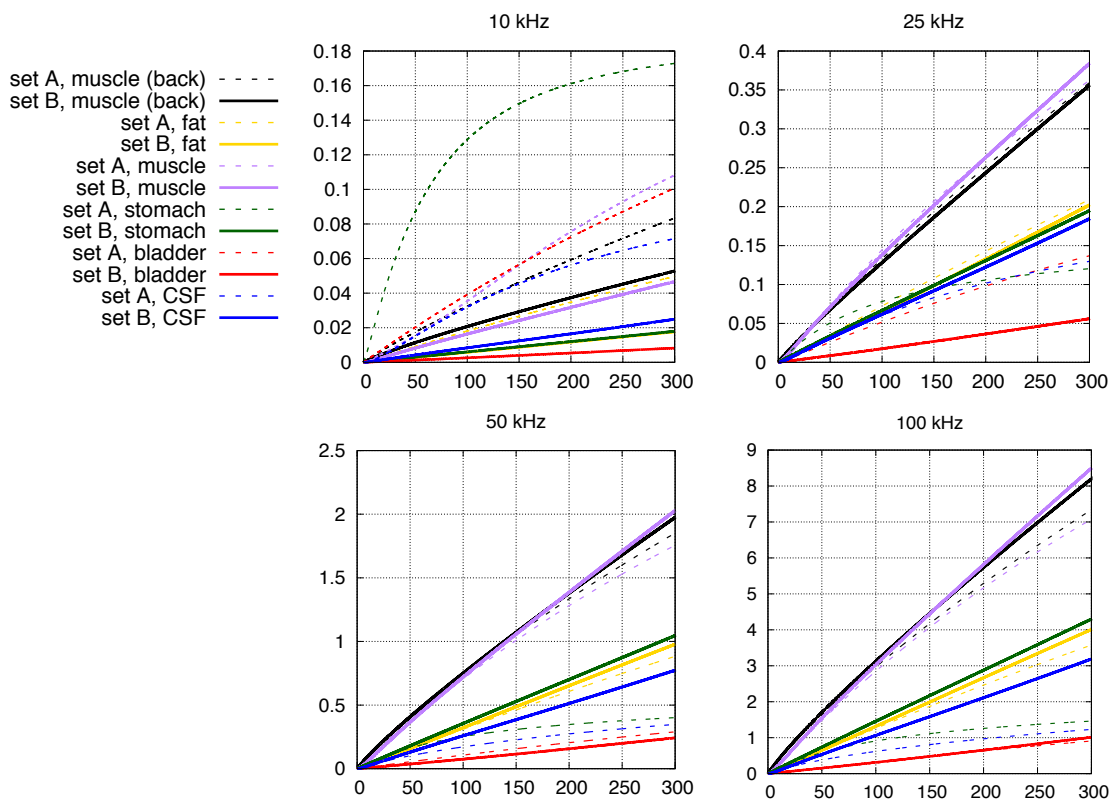 10 kHz
25 kHz
set A, muscle (back)
set B, muscle (back)
set A, fat
set B, fat
set A, muscle
set B, muscle
set A, stomach
set B, stomach
set A, bladder
set B, bladder
set A, CSF
set B, CSF
0.18
0.16
0.14
0.12
0.1
0.08
0.06
0.04
0.02
0
0 50 100 150 200 250 300
0.4
0.35
0.3
0.25
0.2
0.15
0.1
0.05
0
0 50 100 150 200 250 300
50 kHz
100 kHz
2.5
2
1.5
1
0.5
0
0 50 100 150 200 250 300
9
8
7
6
5
4
3
2
1
0
0 50 100 150 200 250 300